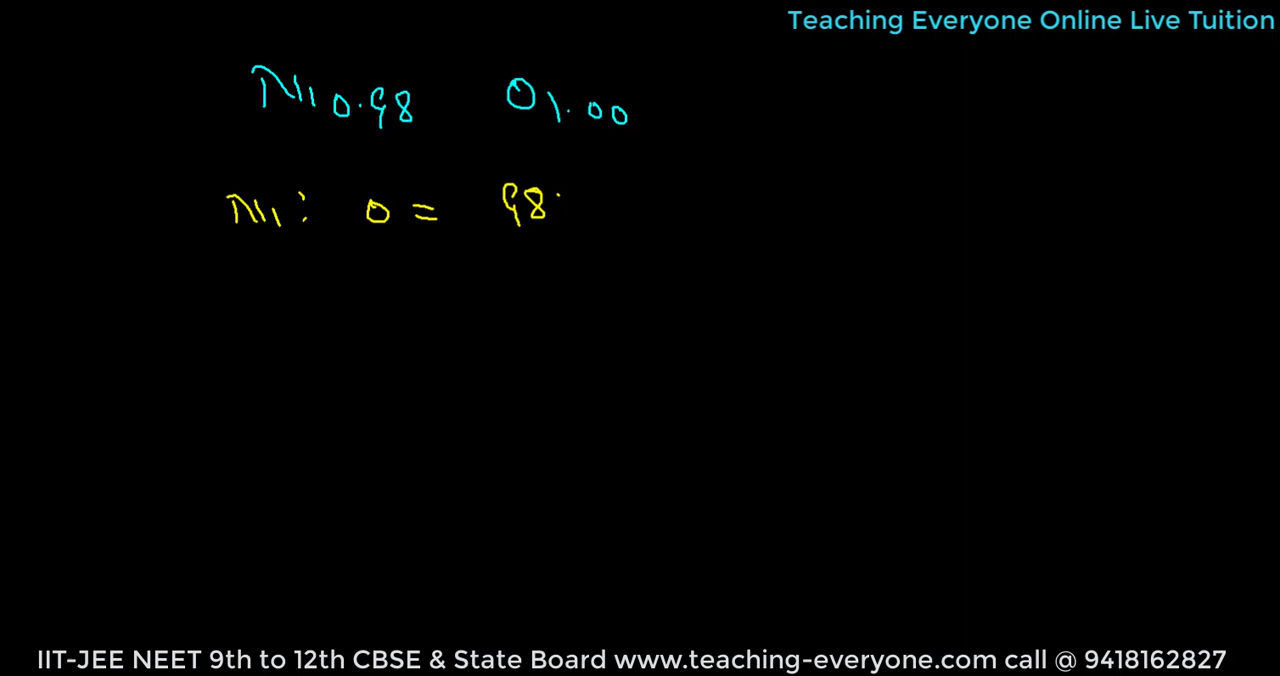 Teaching Everyone Online Live Tuition
Ni0.98 O1.00
Ni : O = 98
IIT-JEE NEET 9th to 12th CBSE & State Board www.teaching-everyone.com call @ 9418162827